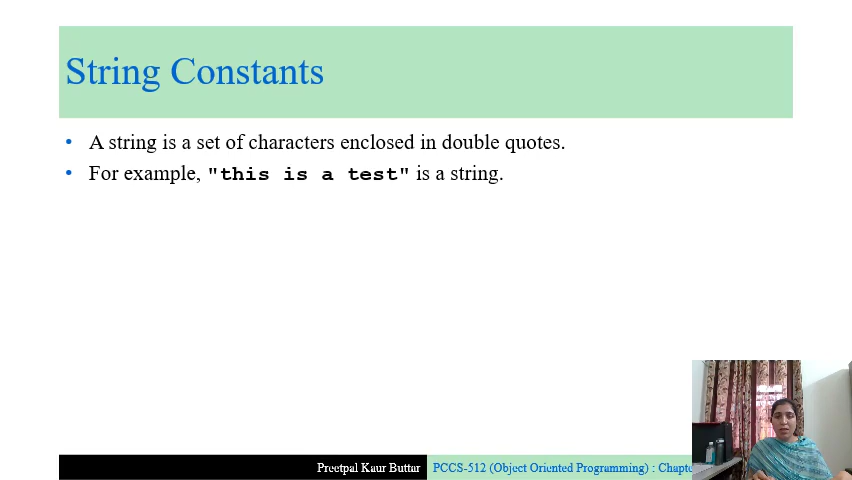 String Constants
• A string is a set of characters enclosed in double quotes.
• For example, "this is a test" is a string.
Preetpal Kaur Buttar PCCS-512 (Object Oriented Programming) : Chapte